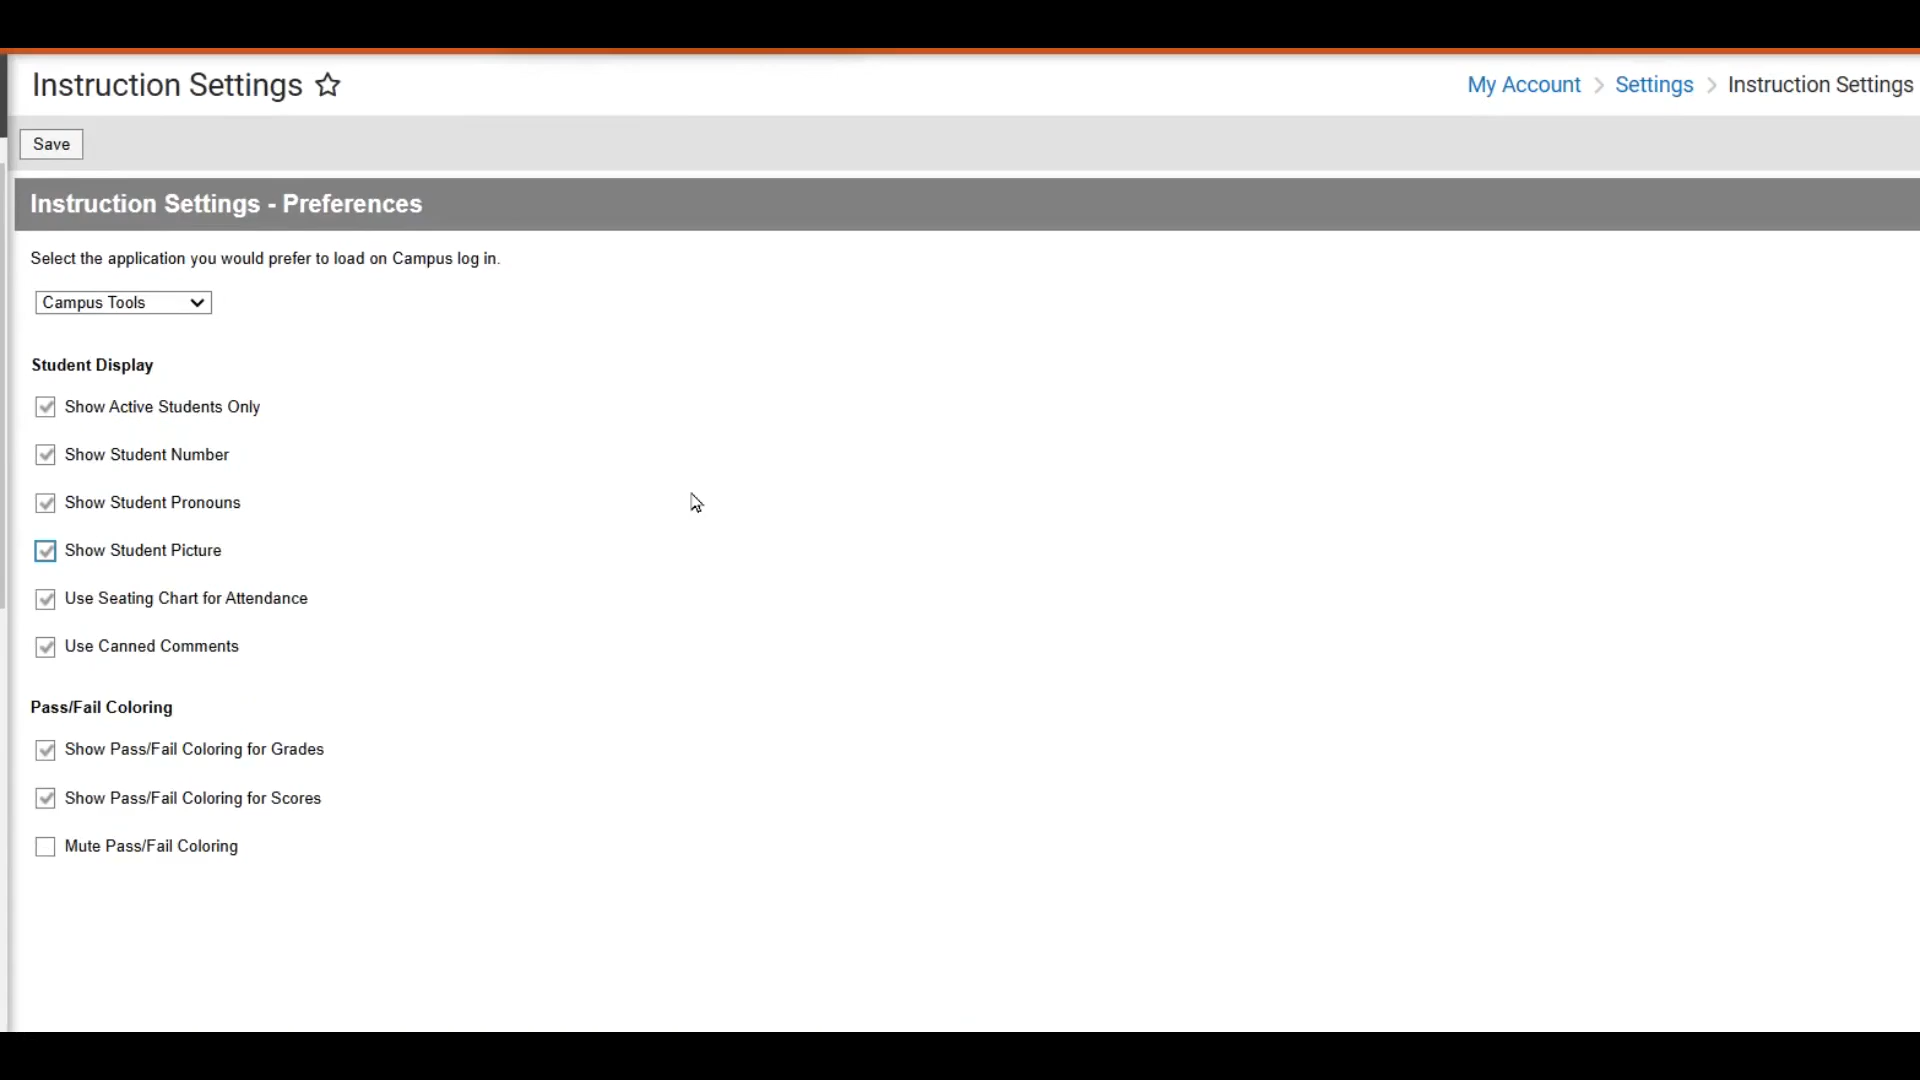 Instruction Settings
My Account > Settings > Instruction Settings
Save
Instruction Settings - Preferences
Select the application you would prefer to load on Campus log in.
Campus Tools
Student Display
Show Active Students Only
Show Student Number
Show Student Pronouns
Show Student Picture
Use Seating Chart for Attendance
Use Canned Comments
Pass/Fail Coloring
Show Pass/Fail Coloring for Grades
Show Pass/Fail Coloring for Scores
Mute Pass/Fail Coloring